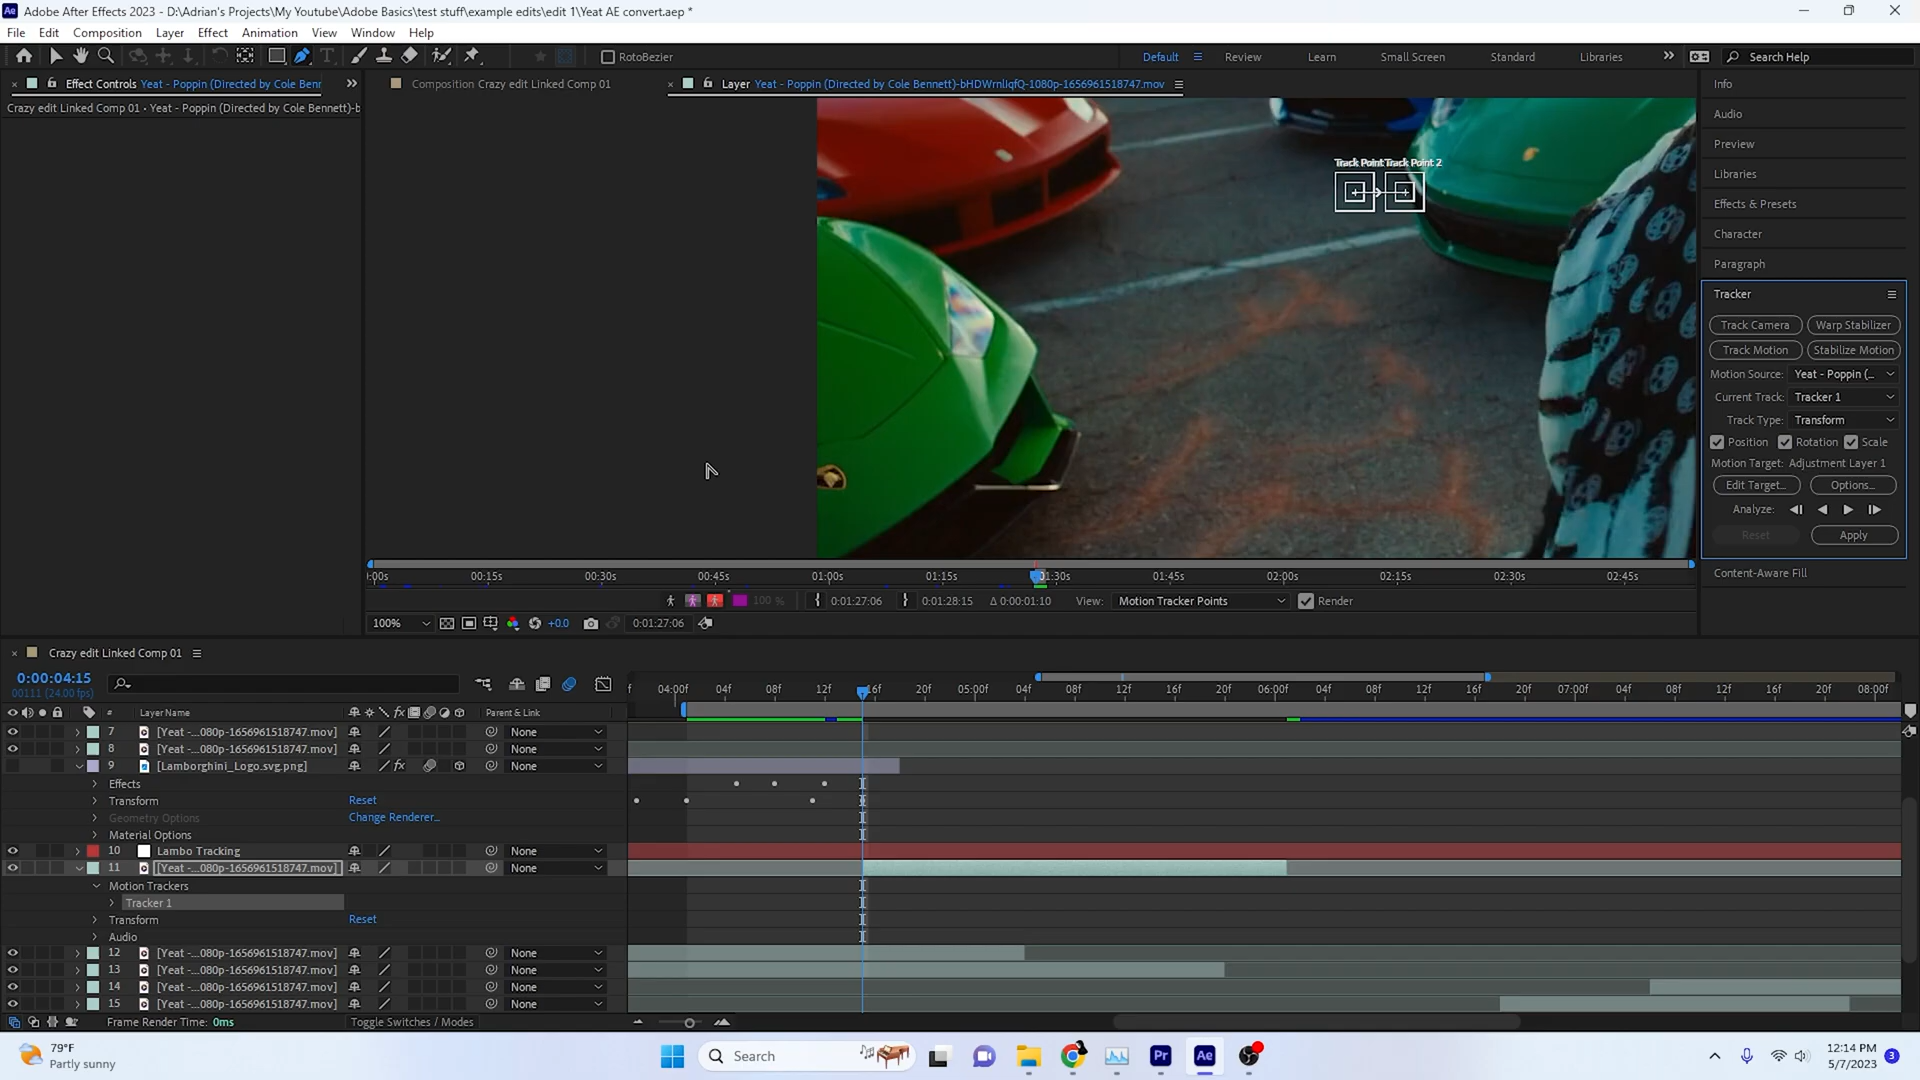 Adobe After Effects 2023 - D:\Adrian's Projects\My Youtube\Adobe Basics\test stuff\example edits\edit 1\Yeat AE convert.aep *
File Edit Composition Layer Effect Animation View Window Help
RotoBezier Default Review Learn Small Screen Standard Libraries Search Help
Effect Controls Yeat - Poppin (Directed by Cole Benr
Composition Crazy edit Linked Comp 01
Layer Yeat - Poppin (Directed by Cole Bennett)-bHDWrnlIqfQ-1080p-1656961518747.mov
Crazy edit Linked Comp 01 • Yeat - Poppin (Directed by Cole Bennett)-b
Track Point Track Point 2
Info
Audio
Preview
Libraries
Effects & Presets
Character
Paragraph
Tracker
Track Camera Warp Stabilizer
Track Motion Stabilize Motion
Motion Source: Yeat - Poppin (...
Current Track: Tracker 1
Track Type: Transform
Position Rotation Scale
Motion Target: Adjustment Layer 1
Edit Target... Options...
Analyze:
Reset Apply
Content-Aware Fill
):00s 00:15s 00:30s 00:45s 01:00s 01:15s 01:30s 01:45s 02:00s 02:15s 02:30s 02:45s
100 % 0:01:27:06 0:01:28:15 Δ 0:00:01:10 View: Motion Tracker Points Render
100% +0.0 0:01:27:06
Crazy edit Linked Comp 01
0:00:04:15
00111 (24.00 fps)
f 04:00f 04f 08f 12f 16f 20f 05:00f 04f 08f 12f 16f 20f 06:00f 04f 08f 12f 16f 20f 07:00f 04f 08f 12f 16f 20f 08:00f
# Layer Name Parent & Link
7 [Yeat -...080p-1656961518747.mov] None
8 [Yeat -...080p-1656961518747.mov] None
9 [Lamborghini_Logo.svg.png] None
Effects
Transform Reset
Geometry Options Change Renderer...
Material Options
10 Lambo Tracking None
11 [Yeat -...080p-1656961518747.mov] None
Motion Trackers
Tracker 1
Transform Reset
Audio
12 [Yeat -...080p-1656961518747.mov] None
13 [Yeat -...080p-1656961518747.mov] None
14 [Yeat -...080p-1656961518747.mov] None
15 [Yeat -...080p-1656961518747.mov] None
Frame Render Time: 0ms Toggle Switches / Modes
79°F
Partly sunny
Search
Pr
Ae
12:14 PM
5/7/2023
3